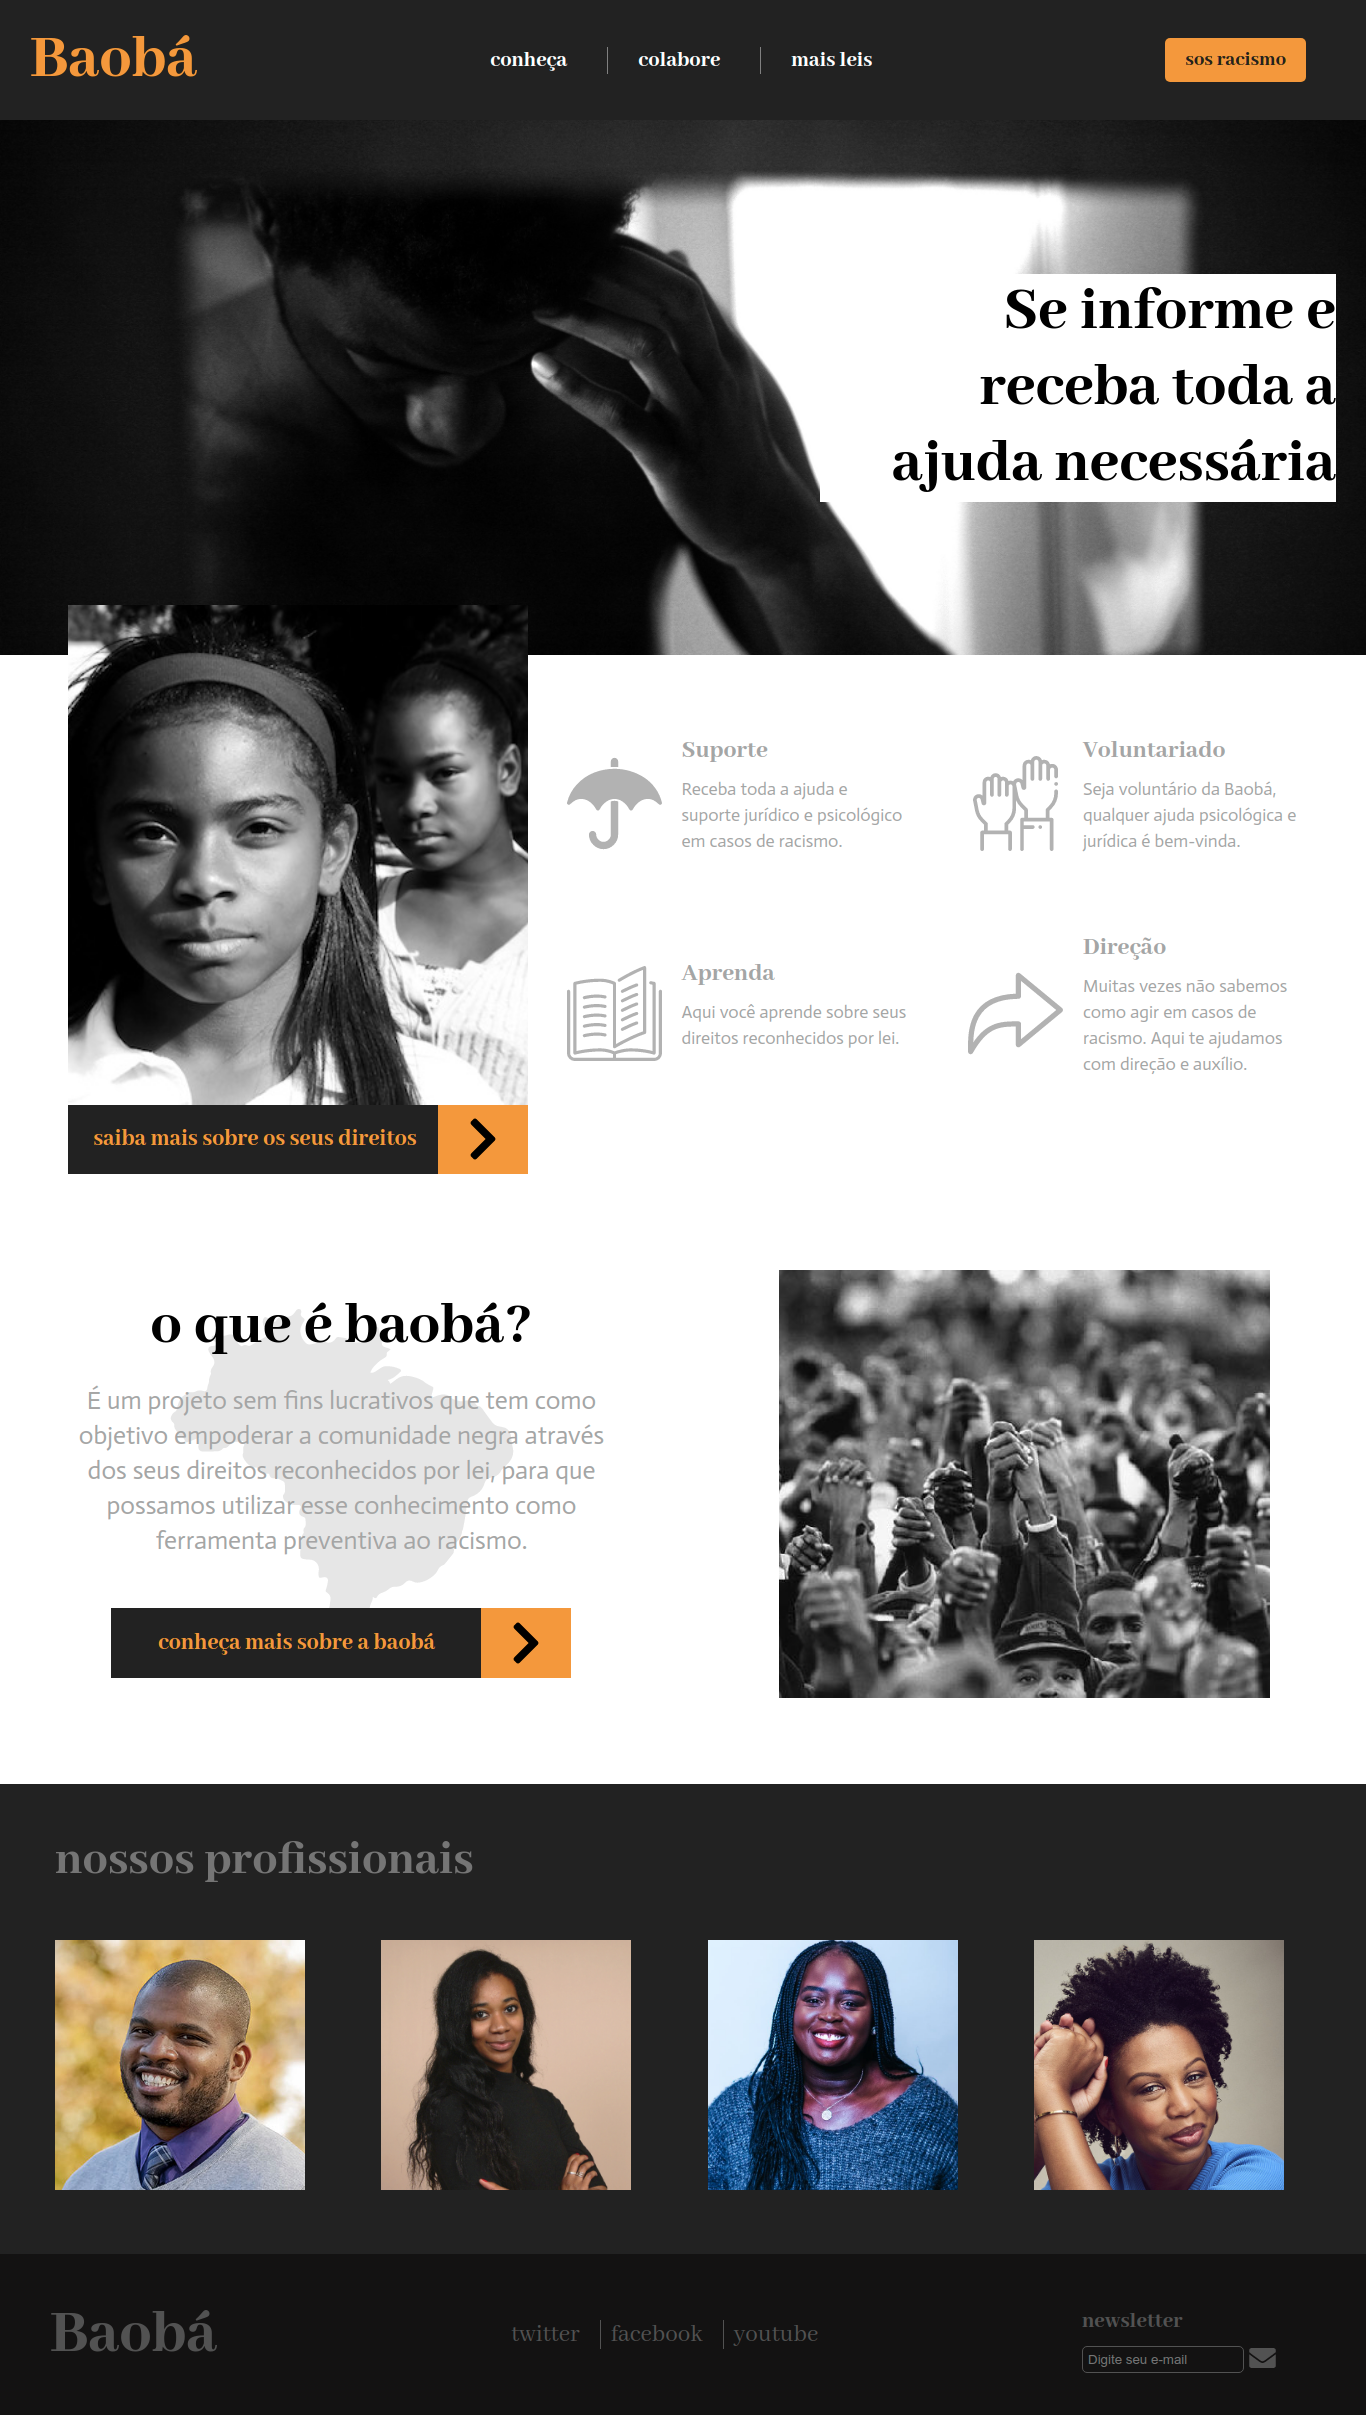 Baobá
conheça
colabore
mais leis
sos racismo
Se informe e
receba toda a
ajuda necessária
Suporte
Receba toda a ajuda e
suporte jurídico e psicológico
em casos de racismo.
Voluntariado
Seja voluntário da Baobá,
qualquer ajuda psicológica e
jurídica é bem-vinda.
Aprenda
Aqui você aprende sobre seus
direitos reconhecidos por lei.
Direção
Muitas vezes não sabemos
como agir em casos de
racismo. Aqui te ajudamos
com direção e auxílio.
saiba mais sobre os seus direitos
o que é baobá?
É um projeto sem fins lucrativos que tem como
objetivo empoderar a comunidade negra através
dos seus direitos reconhecidos por lei, para que
possamos utilizar esse conhecimento como
ferramenta preventiva ao racismo.
conheça mais sobre a baobá
nossos profissionais
Baobá
twitter
facebook
youtube
newsletter
Digite seu e-mail